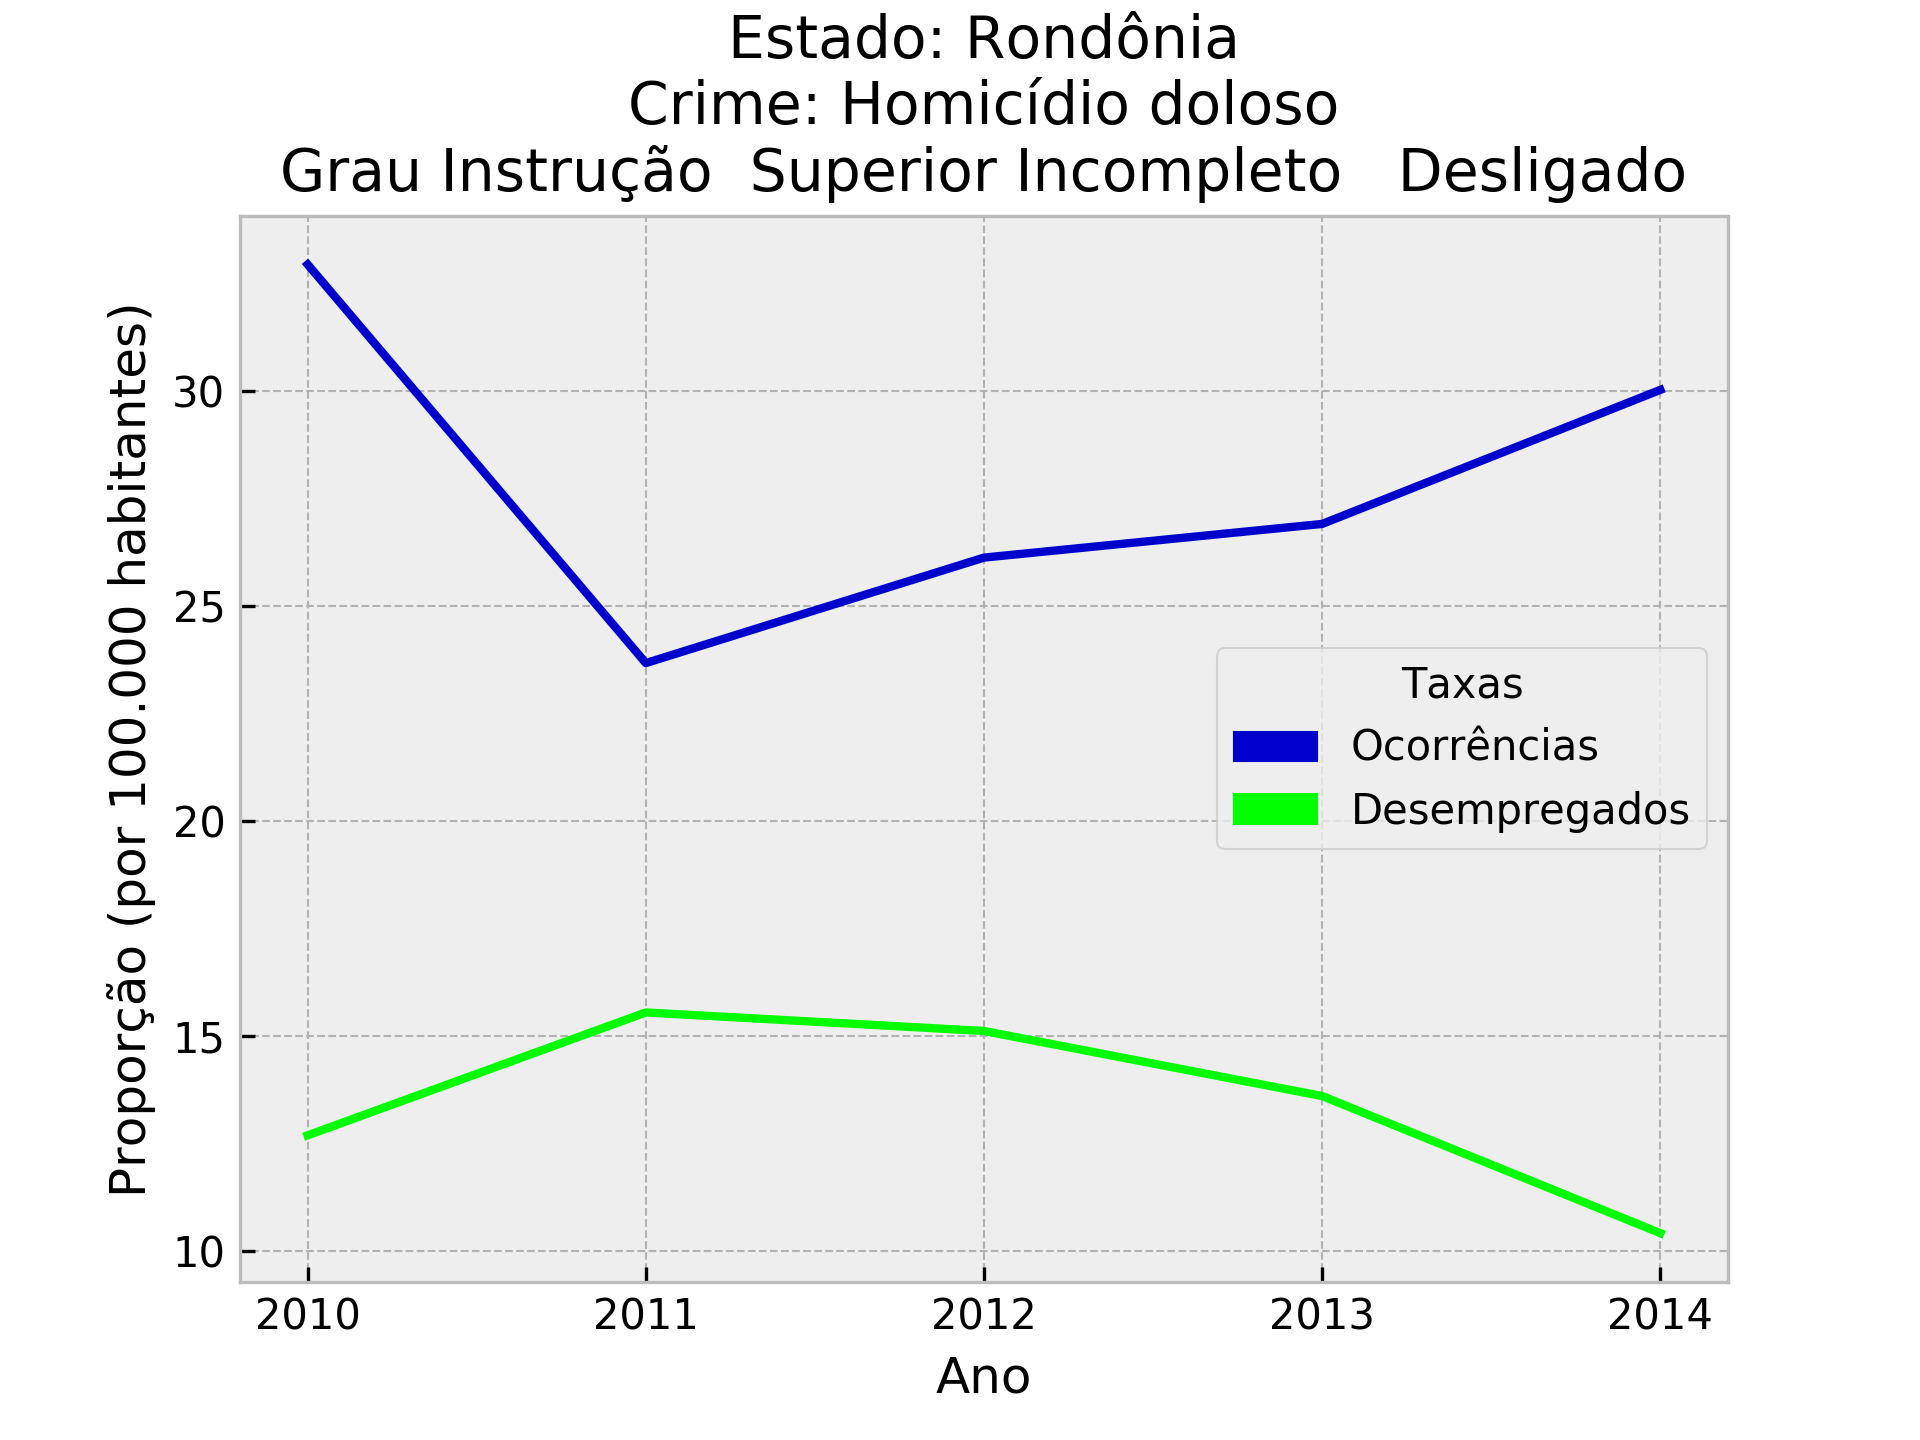 Estado: Rondônia
Crime: Homicídio doloso
Grau Instrução  Superior Incompleto   Desligado
Proporção (por 100.000 habitantes)
30
25
20
15
10
Taxas
Ocorrências
Desempregados
2010 2011 2012 2013 2014
Ano